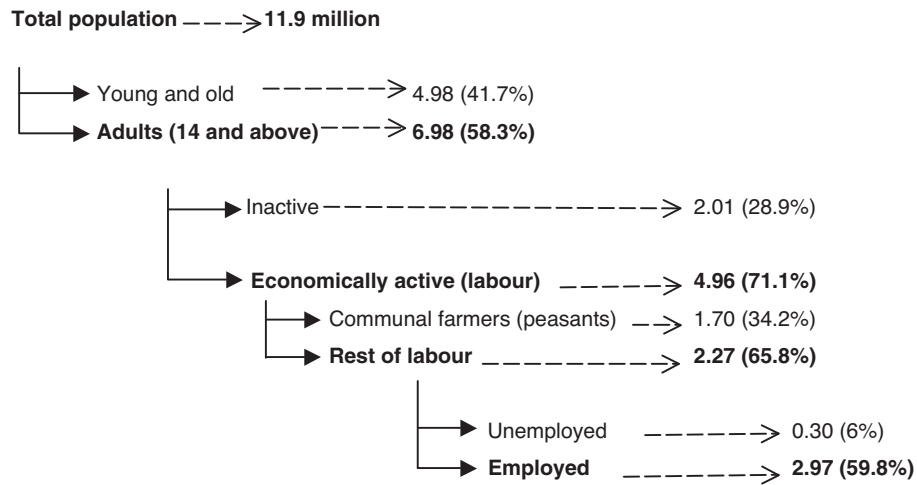 Total population 11.9 million
Young and old 4.98 (41.7%)
Adults (14 and above) 6.98 (58.3%)
Inactive 2.01 (28.9%)
Economically active (labour) 4.96 (71.1%)
Communal farmers (peasants) 1.70 (34.2%)
Rest of labour 2.27 (65.8%)
Unemployed 0.30 (6%)
Employed 2.97 (59.8%)